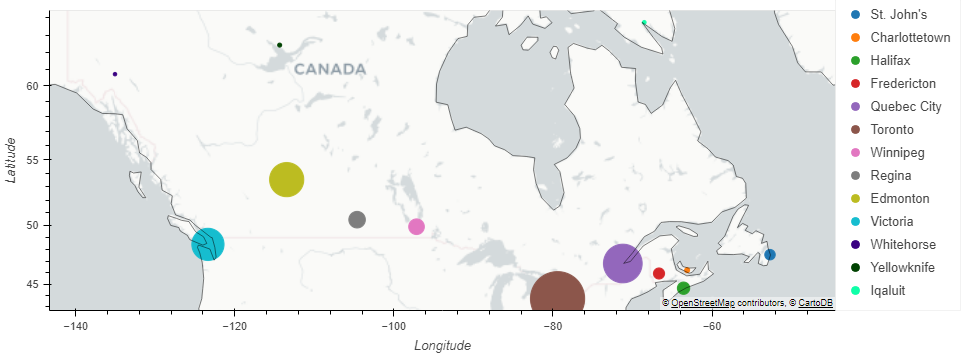 CANADA
60
55
50
45
Latitude
−140
−120
−100
−80
−60
Longitude
© OpenStreetMap contributors, © CartoDB
St. John's
Charlottetown
Halifax
Fredericton
Quebec City
Toronto
Winnipeg
Regina
Edmonton
Victoria
Whitehorse
Yellowknife
Iqaluit